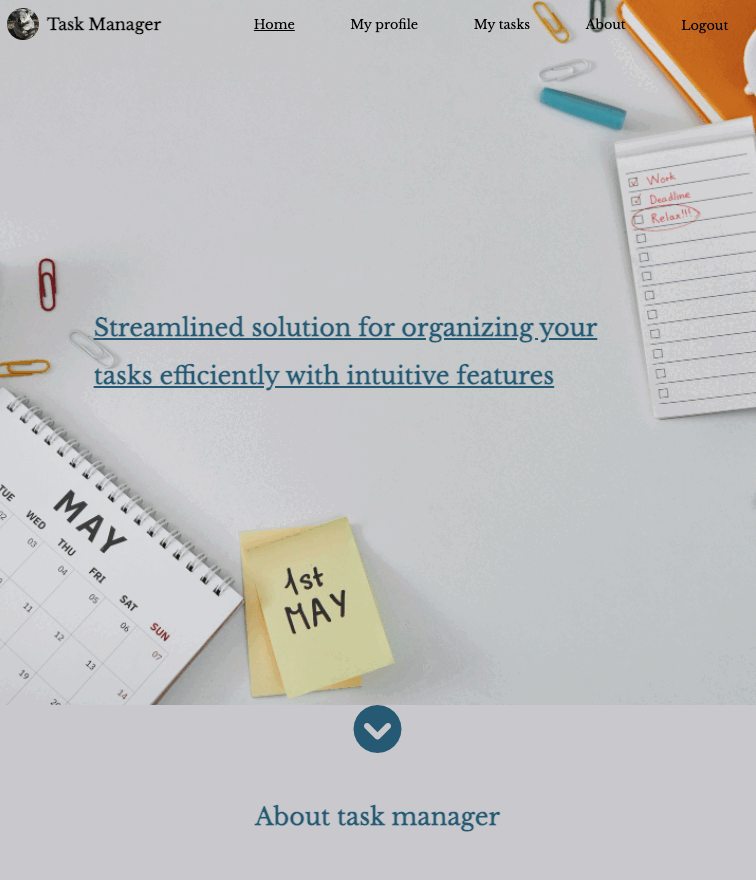 Task Manager
Home
My profile
My tasks
About
Logout
Work
Deadline
Relax!!!
Streamlined solution for organizing your
tasks efficiently with intuitive features
MAY
TUE WED THU FRI SAT SUN
02 03 04 05 06 07
11 12 13 14
19
1st
MAY
About task manager